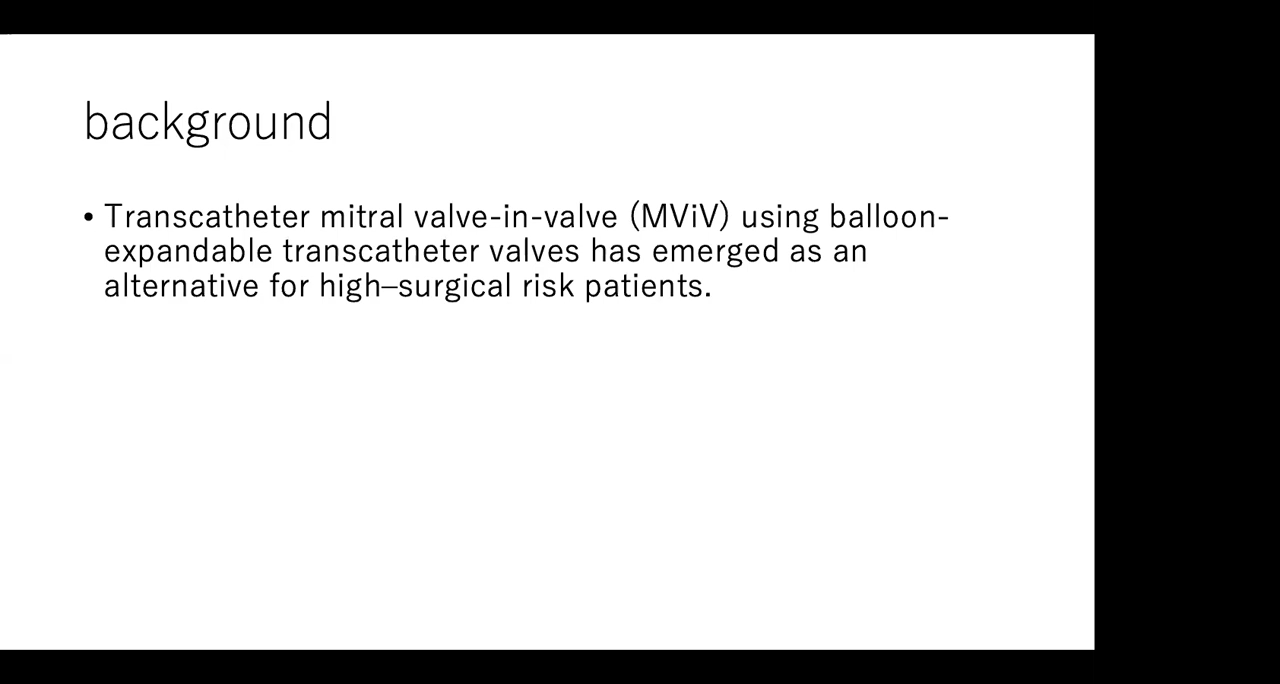 background
• Transcatheter mitral valve-in-valve (MViV) using balloon-
expandable transcatheter valves has emerged as an
alternative for high–surgical risk patients.